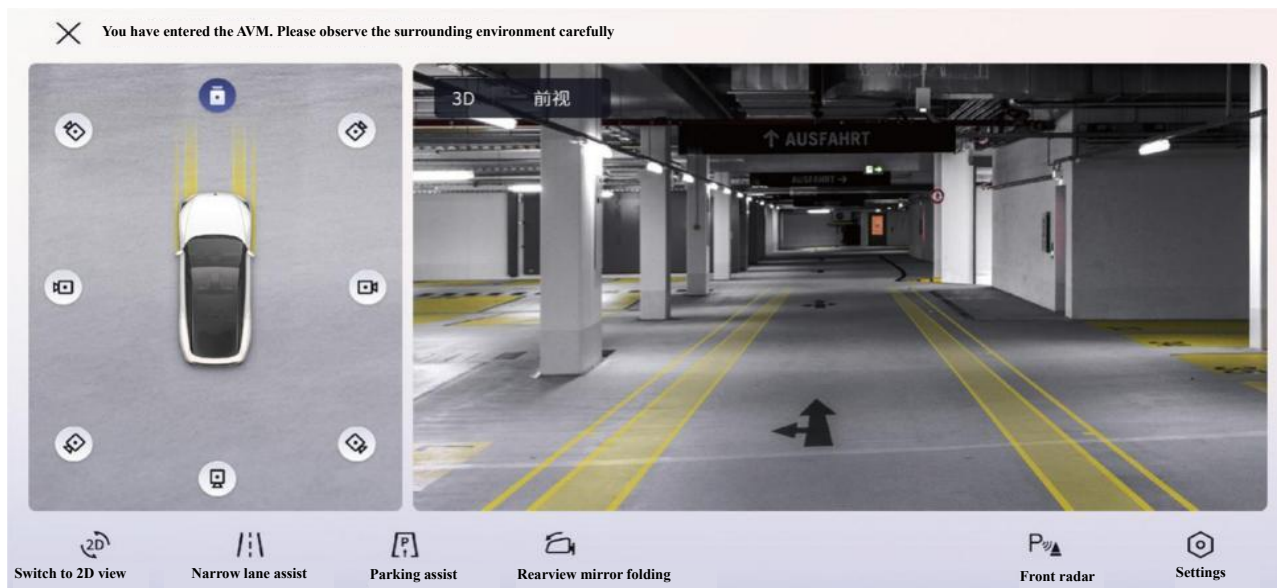 You have entered the AVM. Please observe the surrounding environment carefully
3D 前视
↑ AUSFAHRT
AUSFAHRT →
2D
P
P
Switch to 2D view
Narrow lane assist
Parking assist
Rearview mirror folding
Front radar
Settings